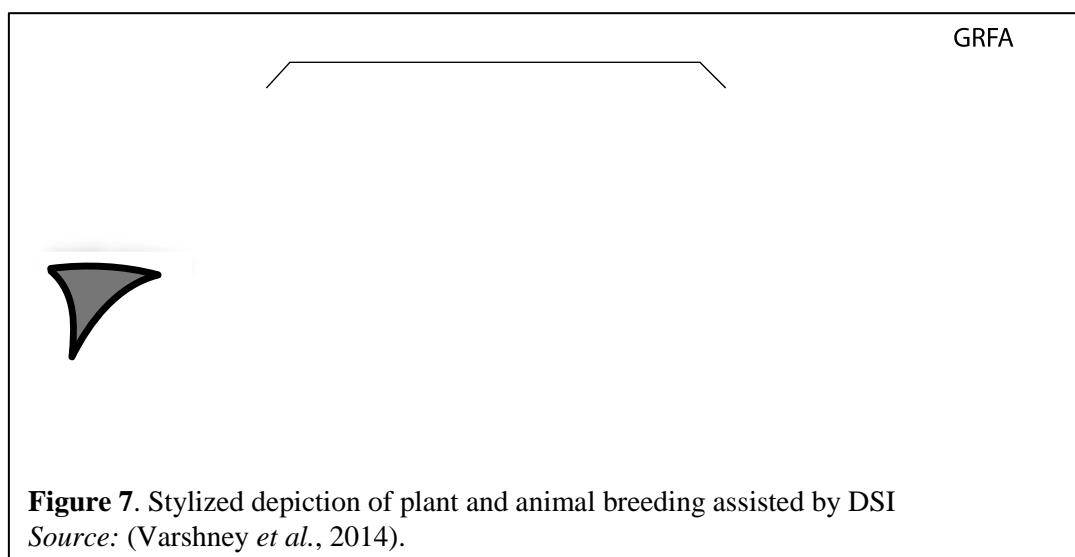 GRFA
Figure 7. Stylized depiction of plant and animal breeding assisted by DSI
Source: (Varshney et al., 2014).